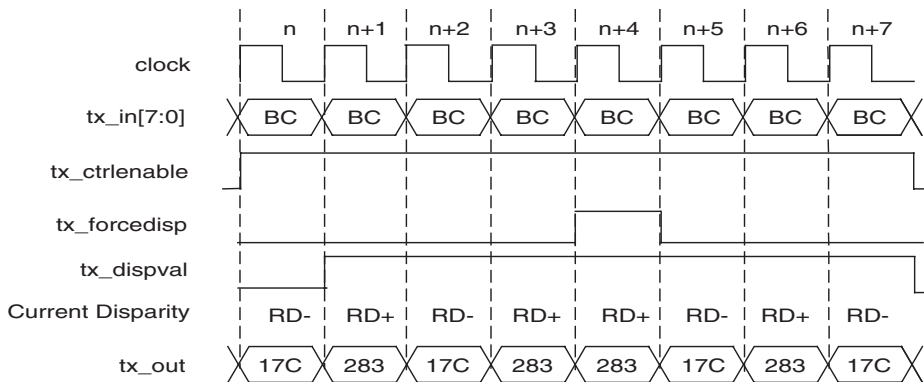 n n+1 n+2 n+3 n+4 n+5 n+6 n+7
clock
tx_in[7:0] BC BC BC BC BC BC BC BC
tx_ctrlenable
tx_forcedisp
tx_dispval
Current Disparity RD- RD+ RD- RD+ RD+ RD- RD+ RD-
tx_out 17C 283 17C 283 283 17C 283 17C